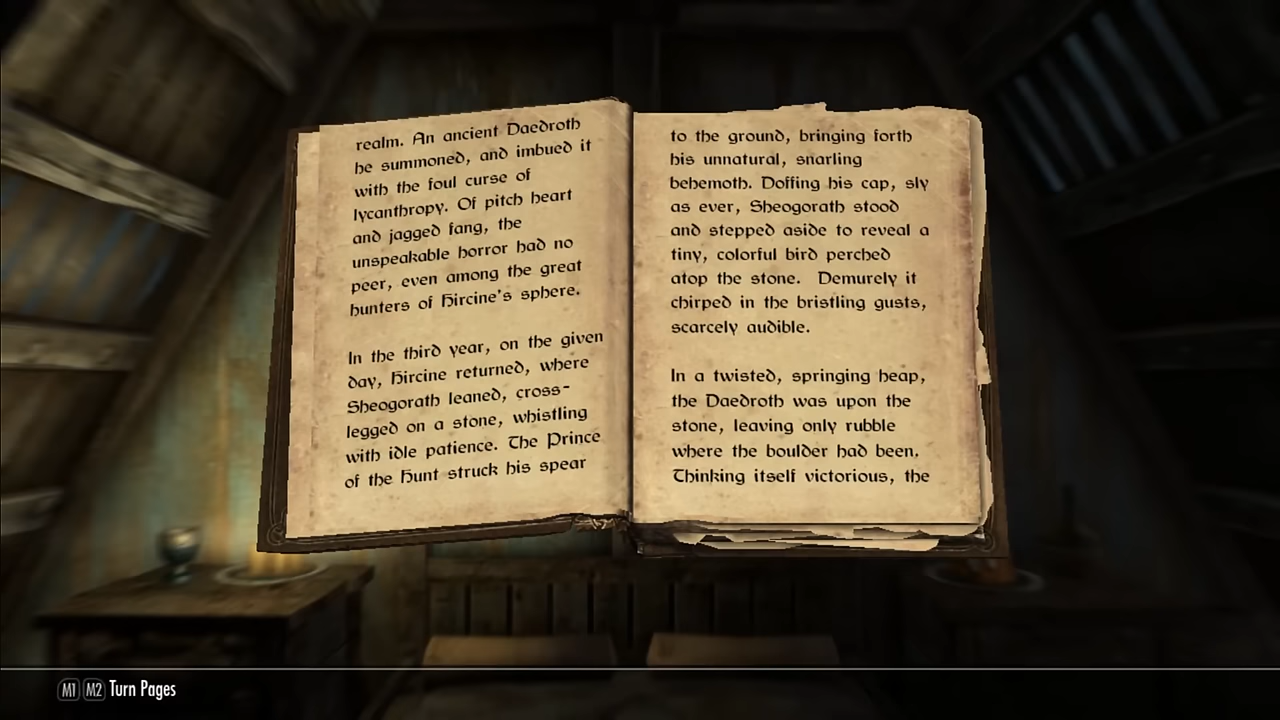 realm. An ancient Daedroth
he summoned, and imbued it
with the foul curse of
lycanthropy. Of pitch heart
and jagged fang, the
unspeakable horror had no
peer, even among the great
hunters of Hircine's sphere.
In the third year, on the given
day, Hircine returned, where
Sheogorath leaned, cross-
legged on a stone, whistling
with idle patience. The Prince
of the Hunt struck his spear
to the ground, bringing forth
his unnatural, snarling
behemoth. Doffing his cap, sly
as ever, Sheogorath stood
and stepped aside to reveal a
tiny, colorful bird perched
atop the stone. Demurely it
chirped in the bristling gusts,
scarcely audible.
In a twisted, springing heap,
the Daedroth was upon the
stone, leaving only rubble
where the boulder had been.
Thinking itself victorious, the
M1 M2 Turn Pages